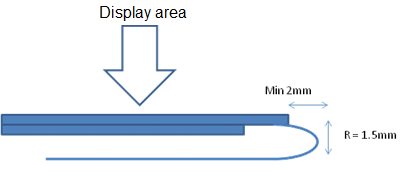 Display area
Min 2mm
R = 1.5mm